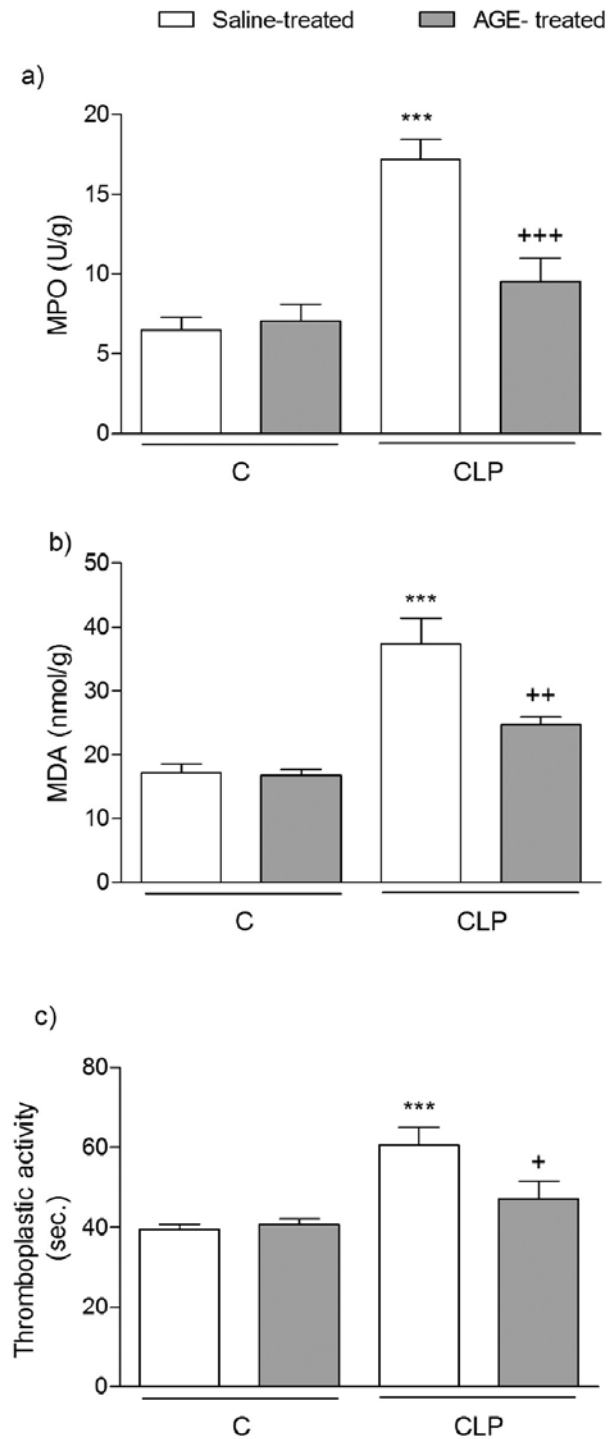 Saline-treated AGE- treated
a)
MPO (U/g)
20
15
10
5
0
***
+++
C CLP
b)
MDA (nmol/g)
50
40
30
20
10
0
***
++
C CLP
c)
Thromboplastic activity
(sec.)
80
60
40
20
0
***
+
C CLP